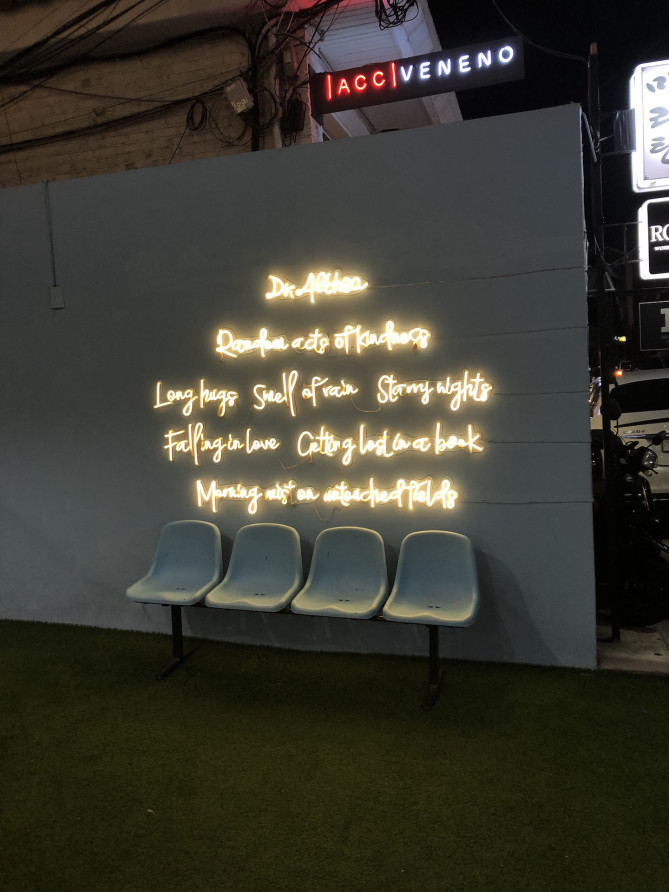 |ACC|VENENO
Dr. Althea
Random acts of kindness
Long hugs Smell of rain Starry nights
Falling in love Getting lost in a book
Morning mist on untouched fields